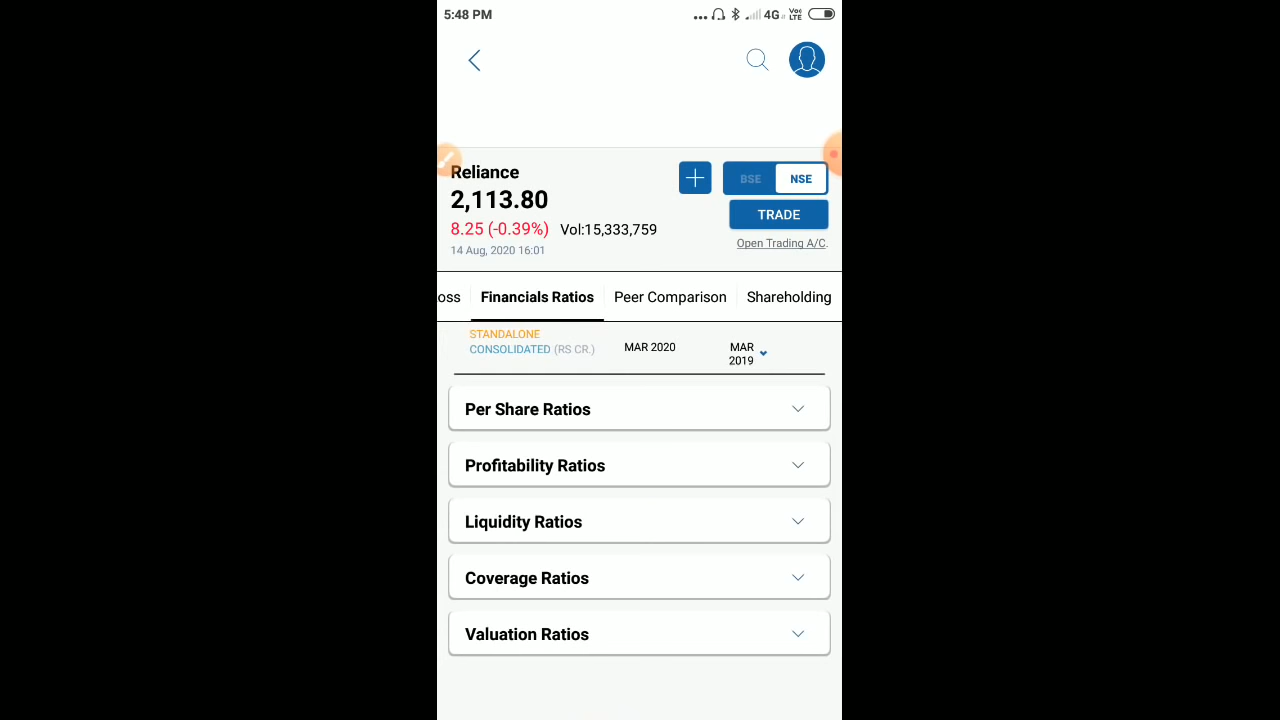 5:48 PM
4G
Vo)
LTE
Reliance
BSE
NSE
2,113.80
TRADE
8.25 (-0.39%) Vol:15,333,759
Open Trading A/C.
14 Aug, 2020 16:01
oss
Financials Ratios
Peer Comparison
Shareholding
STANDALONE
CONSOLIDATED (RS CR.)
MAR 2020
MAR
2019
Per Share Ratios
Profitability Ratios
Liquidity Ratios
Coverage Ratios
Valuation Ratios